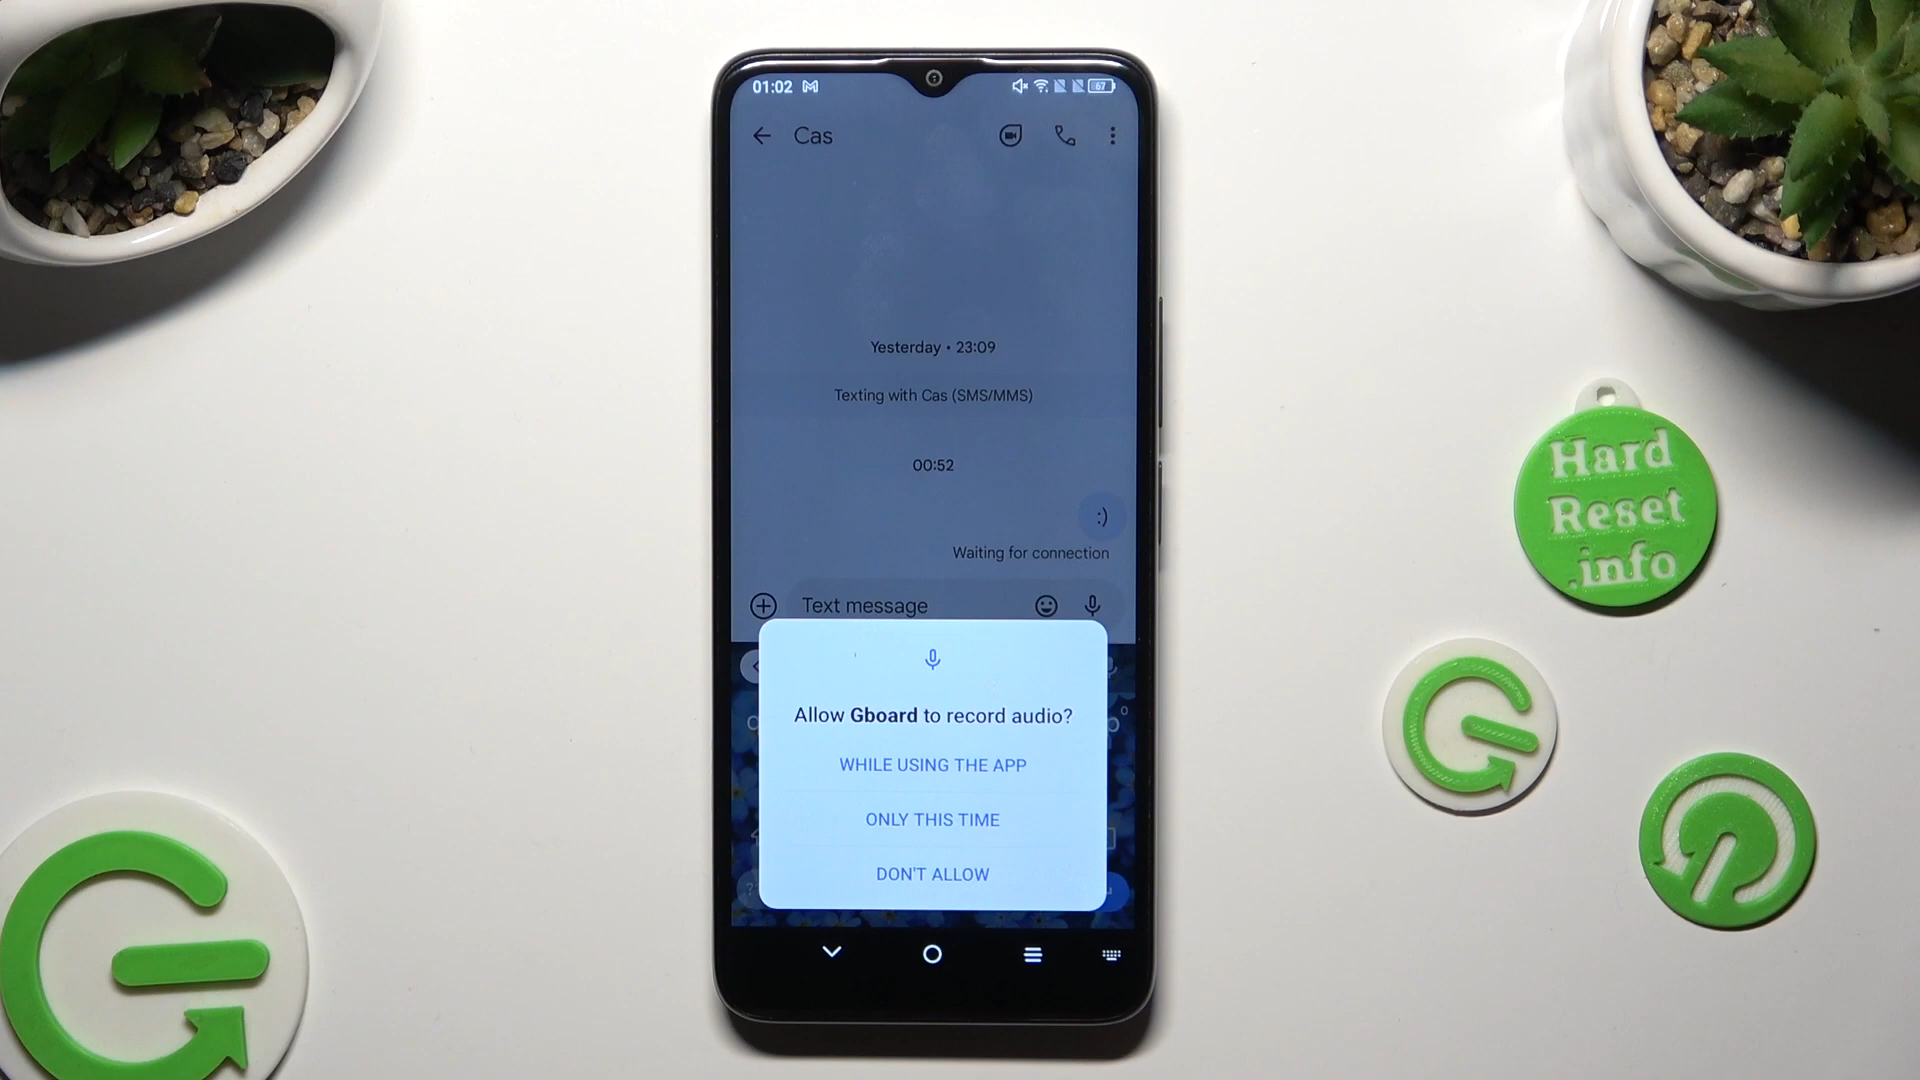 01:02
67
Cas
Yesterday • 23:09
Texting with Cas (SMS/MMS)
00:52
:)
Waiting for connection
Text message
Allow Gboard to record audio?
WHILE USING THE APP
ONLY THIS TIME
DON'T ALLOW
Hard
Reset
.info